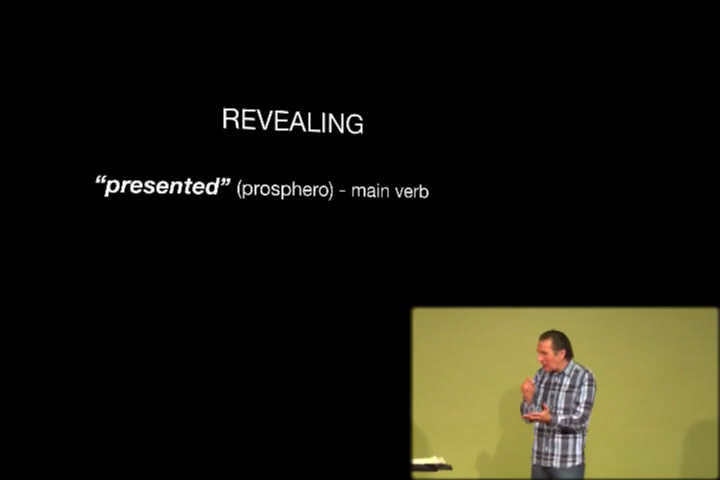 REVEALING
“presented” (prosphero) - main verb